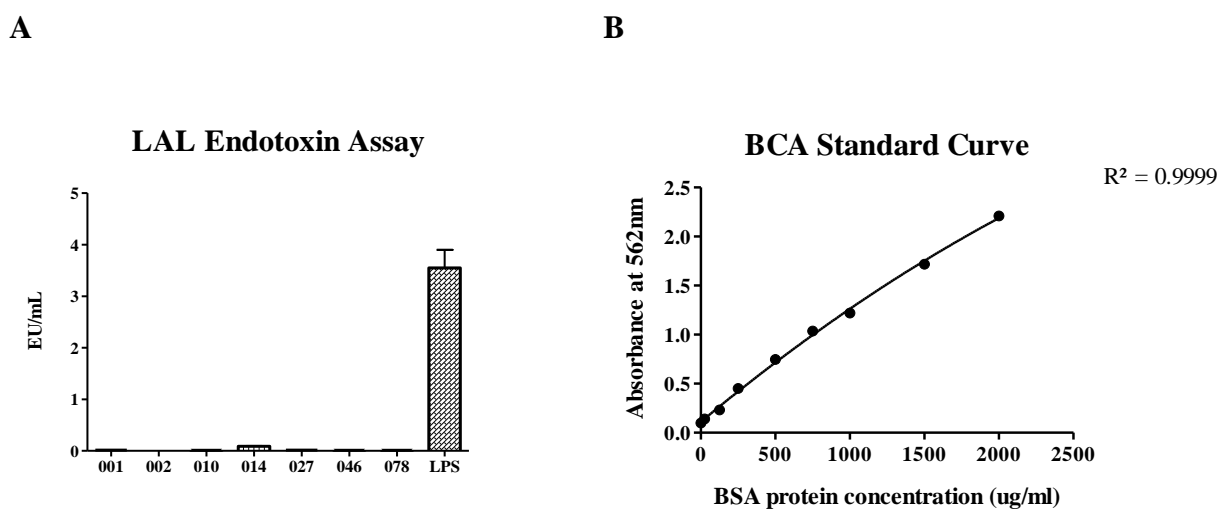 A
LAL Endotoxin Assay
EU/mL
5
4
3
2
1
0
001 002 010 014 027 046 078 LPS
B
BCA Standard Curve
R² = 0.9999
Absorbance at 562nm
2.5
2.0
1.5
1.0
0.5
0.0
0 500 1000 1500 2000 2500
BSA protein concentration (ug/ml)